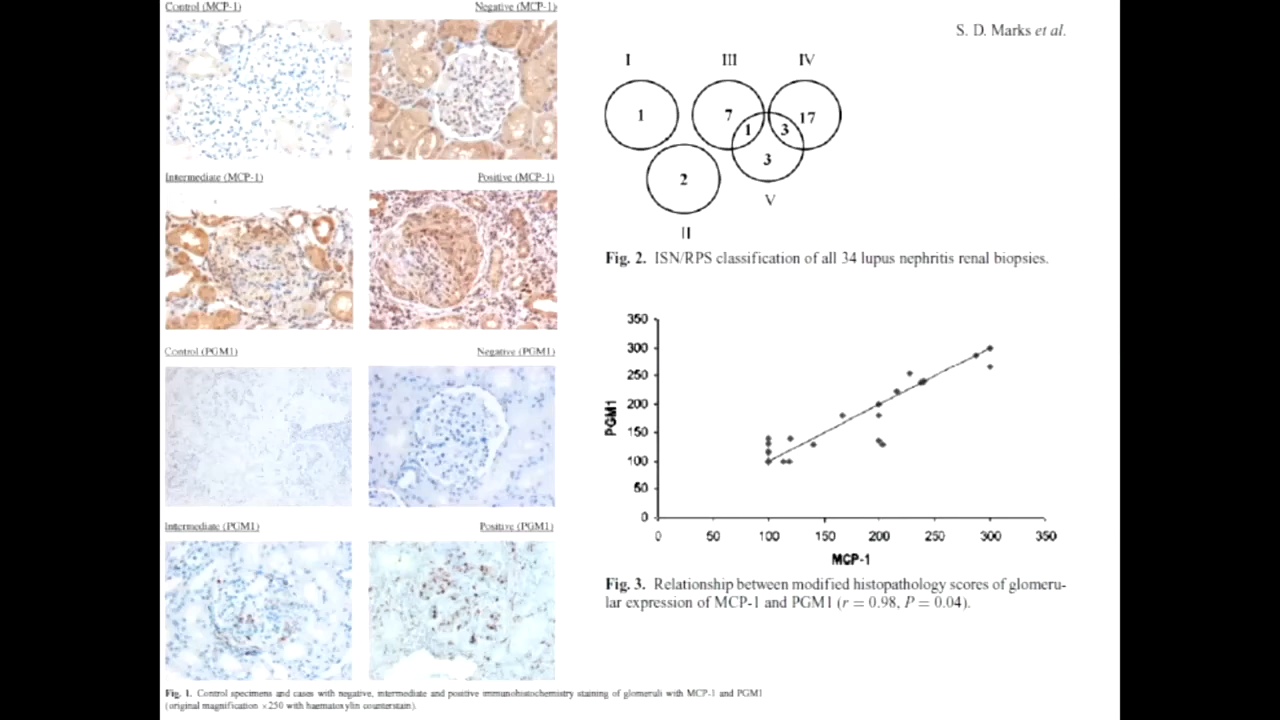 Control (MCP-1)
Negative (MCP-1)
Intermediate (MCP-1)
Positive (MCP-1)
Control (PGM1)
Negative (PGM1)
Intermediate (PGM1)
Positive (PGM1)
Fig. 1. Control specimens and cases with negative, intermediate and positive immunohistochemistry staining of glomeruli with MCP-1 and PGM1
(original magnification ×250 with haematoxylin counterstain).
S. D. Marks et al.
I
III
IV
1
7
17
1
3
3
2
V
II
Fig. 2. ISN/RPS classification of all 34 lupus nephritis renal biopsies.
350
300
250
200
150
100
50
0
PGM1
0 50 100 150 200 250 300 350
MCP-1
Fig. 3. Relationship between modified histopathology scores of glomeru-
lar expression of MCP-1 and PGM1 (r = 0.98, P = 0.04).